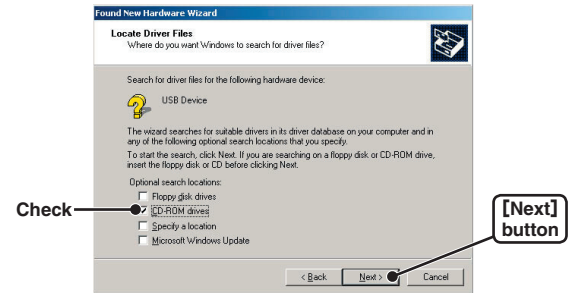 Found New Hardware Wizard
Locate Driver Files
Where do you want Windows to search for driver files?
Search for driver files for the following hardware device:
USB Device
The wizard searches for suitable drivers in its driver database on your computer and in
any of the following optional search locations that you specify.
To start the search, click Next. If you are searching on a floppy disk or CD-ROM drive,
insert the floppy disk or CD before clicking Next.
Optional search locations:
Floppy disk drives
Check
CD-ROM drives
Specify a location
Microsoft Windows Update
[Next]
button
< Back
Next >
Cancel